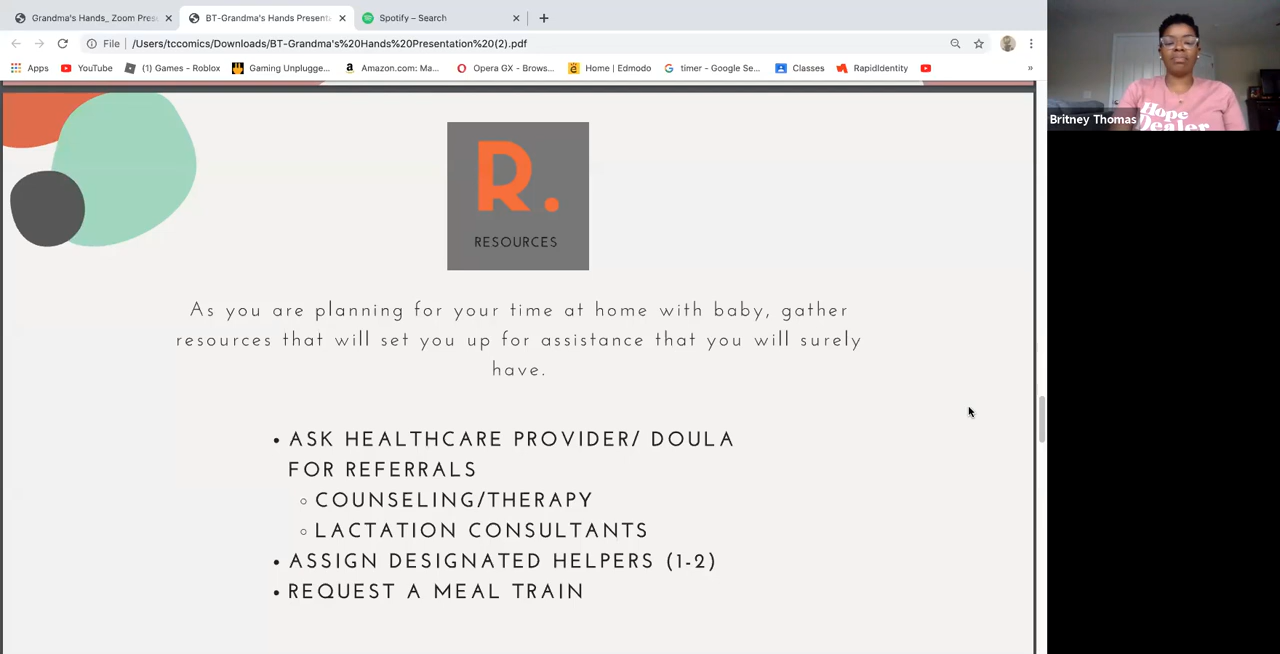 Grandma's Hands_ Zoom Pres
BT-Grandma's Hands Present
Spotify – Search
File
/Users/tccomics/Downloads/BT-Grandma's%20Hands%20Presentation%20(2).pdf
Apps
YouTube
(1) Games – Roblox
Gaming Unplugge...
Amazon.com: Ma...
Opera GX - Brows...
Home | Edmodo
timer - Google Se...
Classes
RapidIdentity
»
Britney Thomas
Hope
Dealer
R.
RESOURCES
As you are planning for your time at home with baby, gather
resources that will set you up for assistance that you will surely
have.
• ASK HEALTHCARE PROVIDER/ DOULA
FOR REFERRALS
○ COUNSELING/THERAPY
○ LACTATION CONSULTANTS
• ASSIGN DESIGNATED HELPERS (1-2)
• REQUEST A MEAL TRAIN